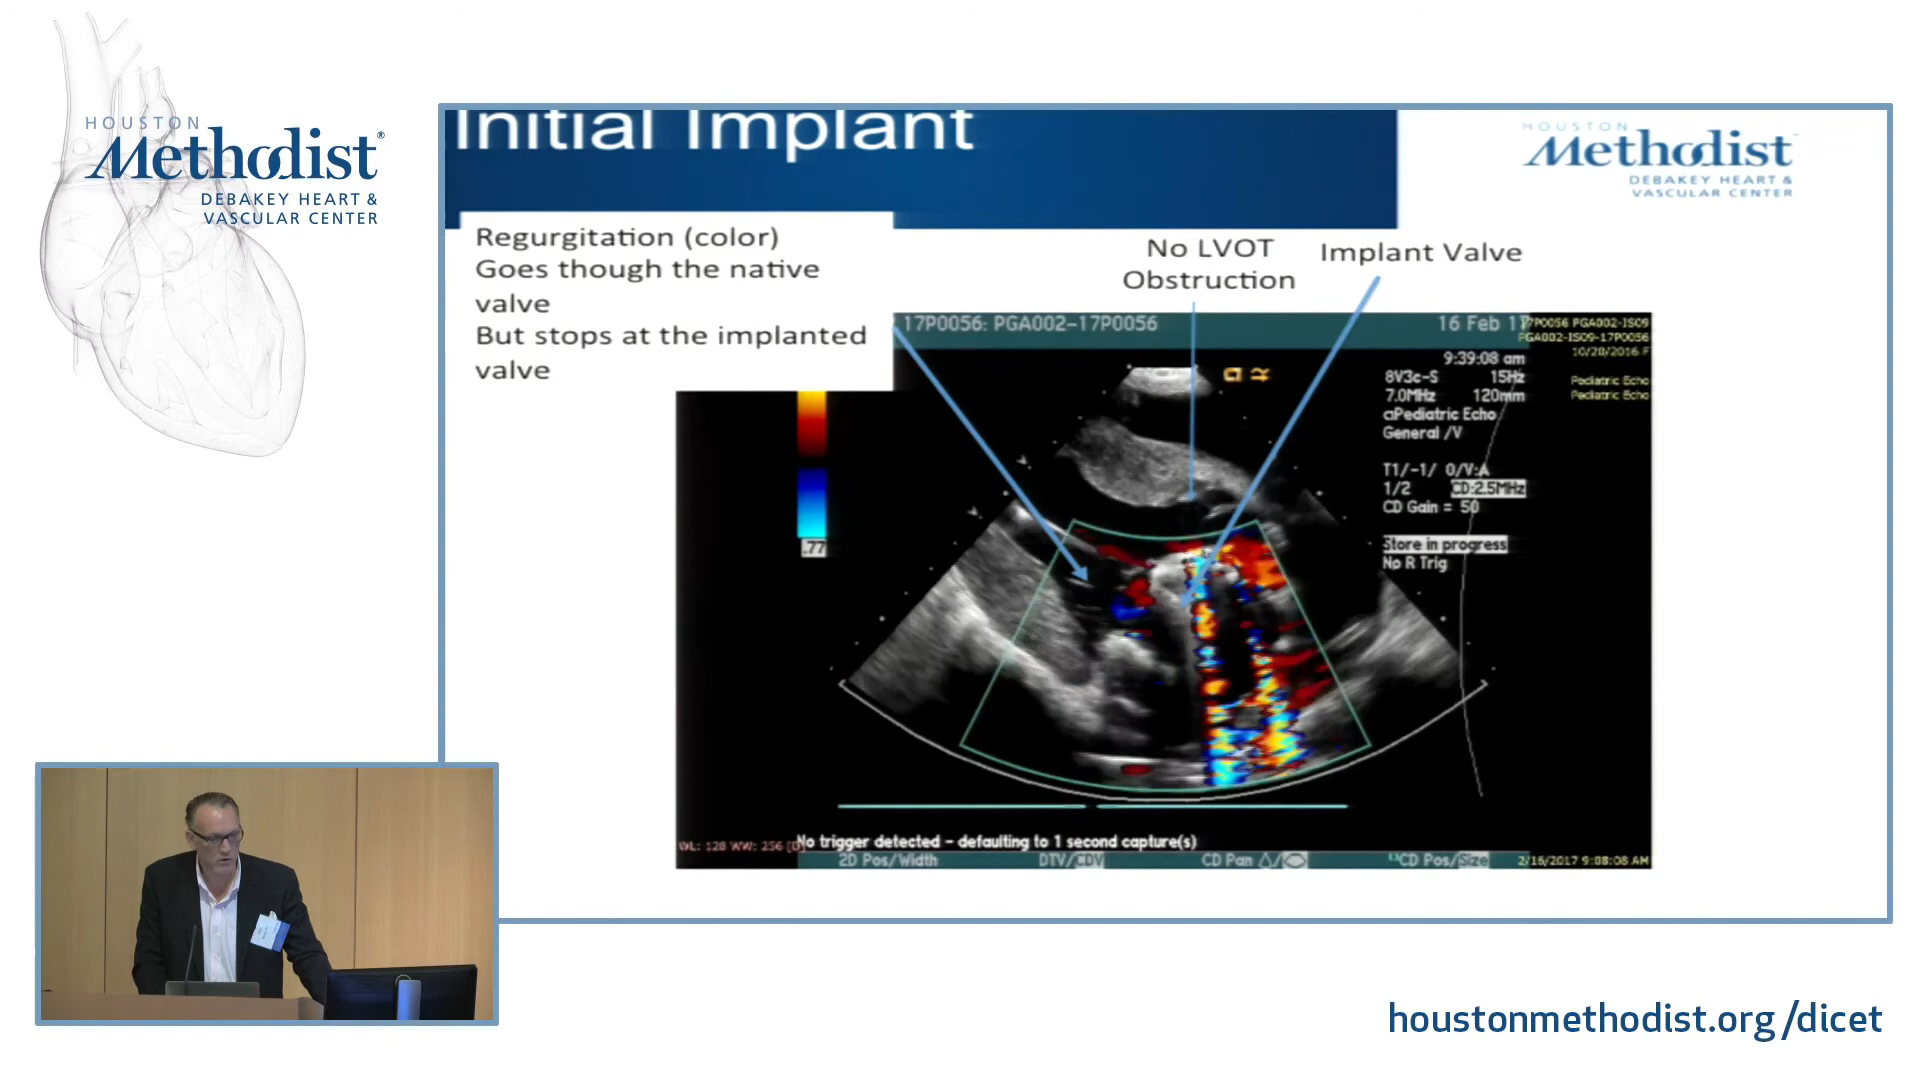 HOUSTON
Methodist®
DEBAKEY HEART &
VASCULAR CENTER
Initial Implant
HOUSTON
Methodist
DEBAKEY HEART &
VASCULAR CENTER
Regurgitation (color)
Goes though the native
valve
But stops at the implanted
valve
No LVOT
Obstruction
Implant Valve
17P0056: PGA002-17P0056
16 Feb 17
17P0056 PGA002-IS09
PGA002-IS09-17P0056
10/20/2016 F
9:39:08 am
8V3c-S 15Hz
7.0MHz 120mm
Pediatric Echo
Pediatric Echo
Pediatric Echo
General /V
T1/-1/ 0/V:A
1/2 CD:2.5MHz
CD Gain = 50
Store in progress
No R Trig
.77
WL: 128 WW: 256 [D]
No trigger detected - defaulting to 1 second capture(s)
2D Pos/Width DTV/CDV CD Pan CD Pos/Size
2/16/2017 9:08:08 AM
houstonmethodist.org/dicet